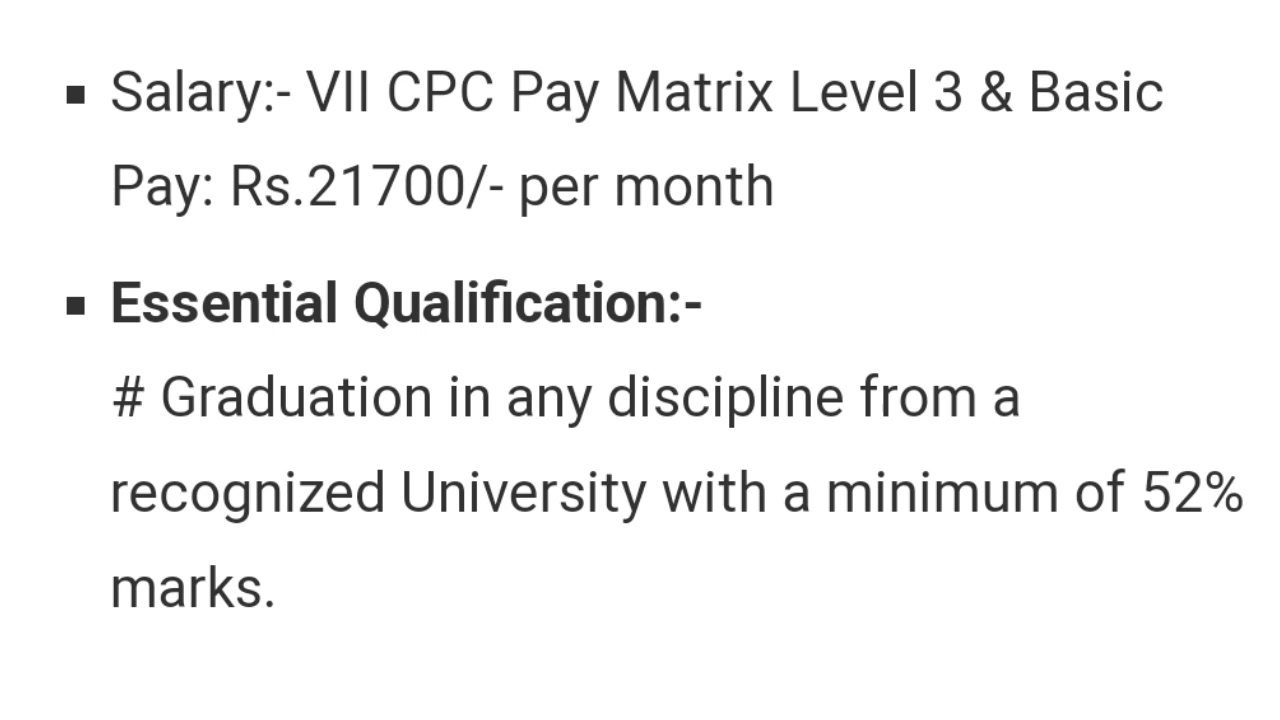 ▪ Salary:- VII CPC Pay Matrix Level 3 & Basic
Pay: Rs.21700/- per month
▪ Essential Qualification:-
# Graduation in any discipline from a
recognized University with a minimum of 52%
marks.